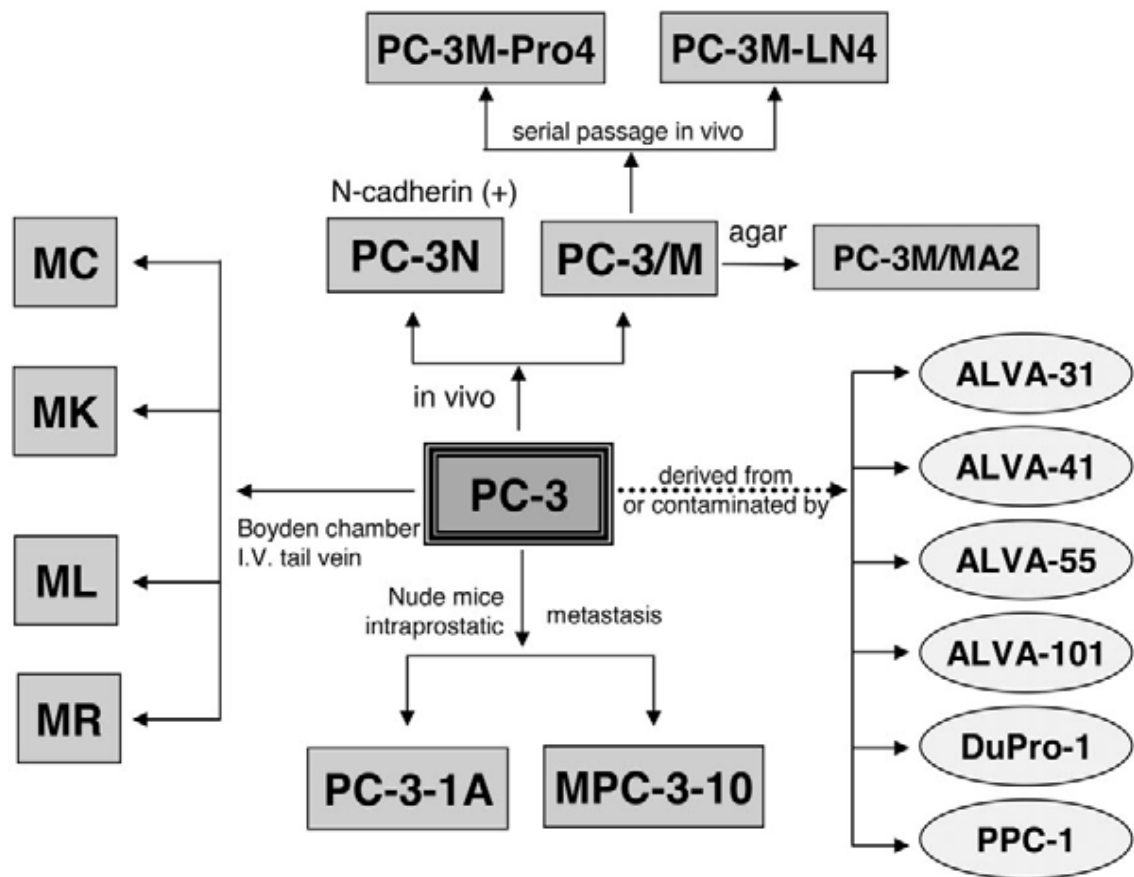 PC-3M-Pro4
PC-3M-LN4
serial passage in vivo
N-cadherin (+)
PC-3N
PC-3/M
agar
PC-3M/MA2
in vivo
MC
MK
ML
MR
PC-3
Boyden chamber
I.V. tail vein
derived from
or contaminated by
ALVA-31
ALVA-41
ALVA-55
ALVA-101
DuPro-1
PPC-1
Nude mice
intraprostatic
metastasis
PC-3-1A
MPC-3-10